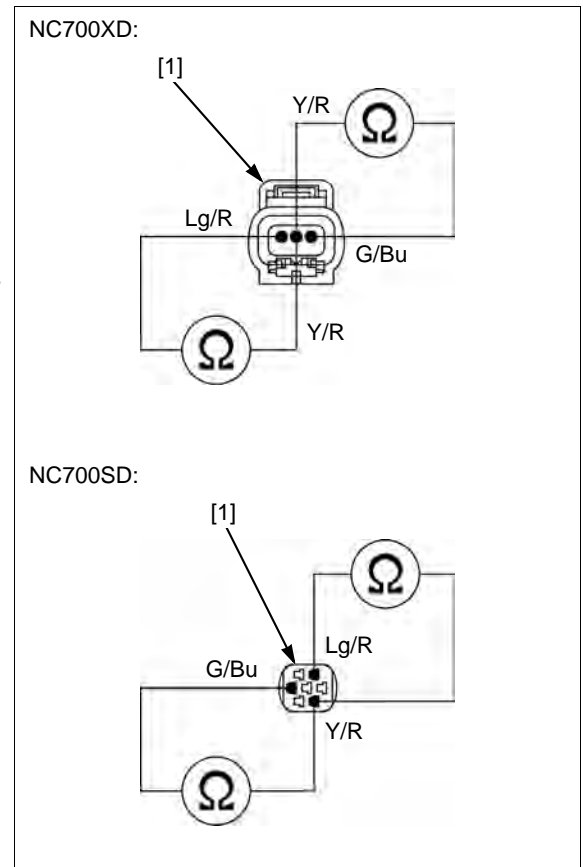 NC700XD:
[1]
Y/R
Ω
Lg/R
G/Bu
Y/R
Ω
NC700SD:
[1]
Ω
Lg/R
G/Bu
Y/R
Ω